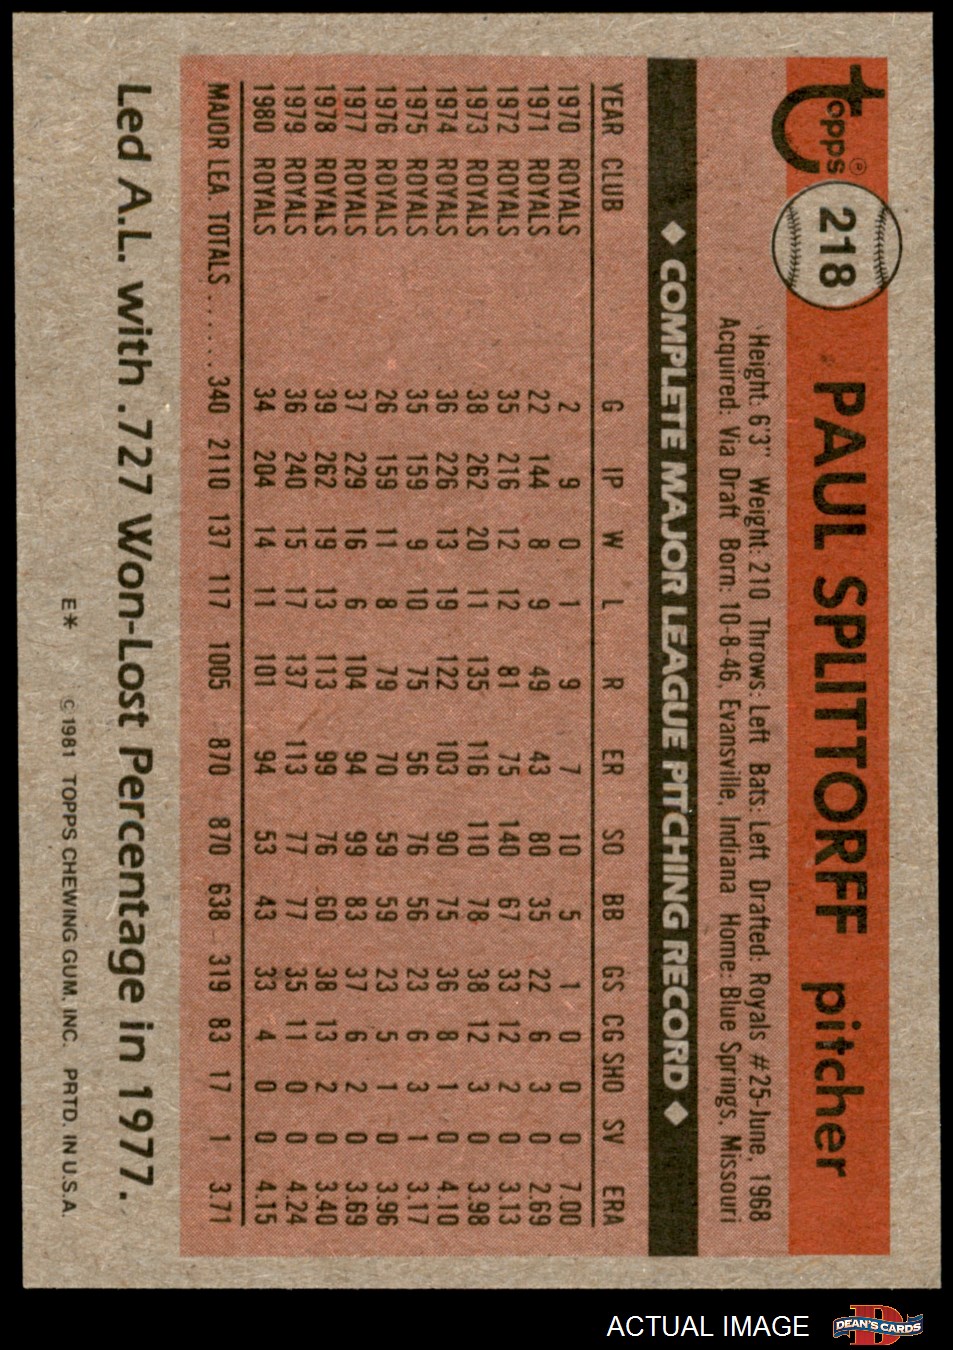 topps®
218 PAUL SPLITTORFF pitcher
Height: 6'3" Weight: 210 Throws: Left Bats: Left Drafted: Royals #25-June, 1968
Acquired: Via Draft Born: 10-8-46, Evansville, Indiana Home: Blue Springs, Missouri
◆ COMPLETE MAJOR LEAGUE PITCHING RECORD ◆
YEAR CLUB G IP W L R ER SO BB GS CG SHO SV ERA
1970 ROYALS 2 9 0 1 9 7 10 5 1 0 0 0 7.00
1971 ROYALS 22 144 8 9 49 43 80 35 22 6 3 0 2.69
1972 ROYALS 35 216 12 12 81 75 140 67 33 12 2 0 3.13
1973 ROYALS 38 262 20 11 135 116 110 78 38 12 3 0 3.98
1974 ROYALS 36 226 13 19 122 103 90 75 36 8 1 0 4.10
1975 ROYALS 35 159 9 10 75 56 76 56 23 6 3 1 3.17
1976 ROYALS 26 159 11 8 79 70 59 59 23 5 1 0 3.96
1977 ROYALS 37 229 16 6 104 94 99 83 37 6 2 0 3.69
1978 ROYALS 39 262 19 13 113 99 76 60 38 13 2 0 3.40
1979 ROYALS 36 240 15 17 137 113 77 77 35 11 0 0 4.24
1980 ROYALS 34 204 14 11 101 94 53 43 33 4 0 0 4.15
MAJOR LEA. TOTALS ...... 340 2110 137 117 1005 870 870 638 319 83 17 1 3.71
Led A.L. with .727 Won-Lost Percentage in 1977.
E* © 1981 TOPPS CHEWING GUM, INC. PRTD. IN U.S.A.
ACTUAL IMAGE
DEAN'S CARDS